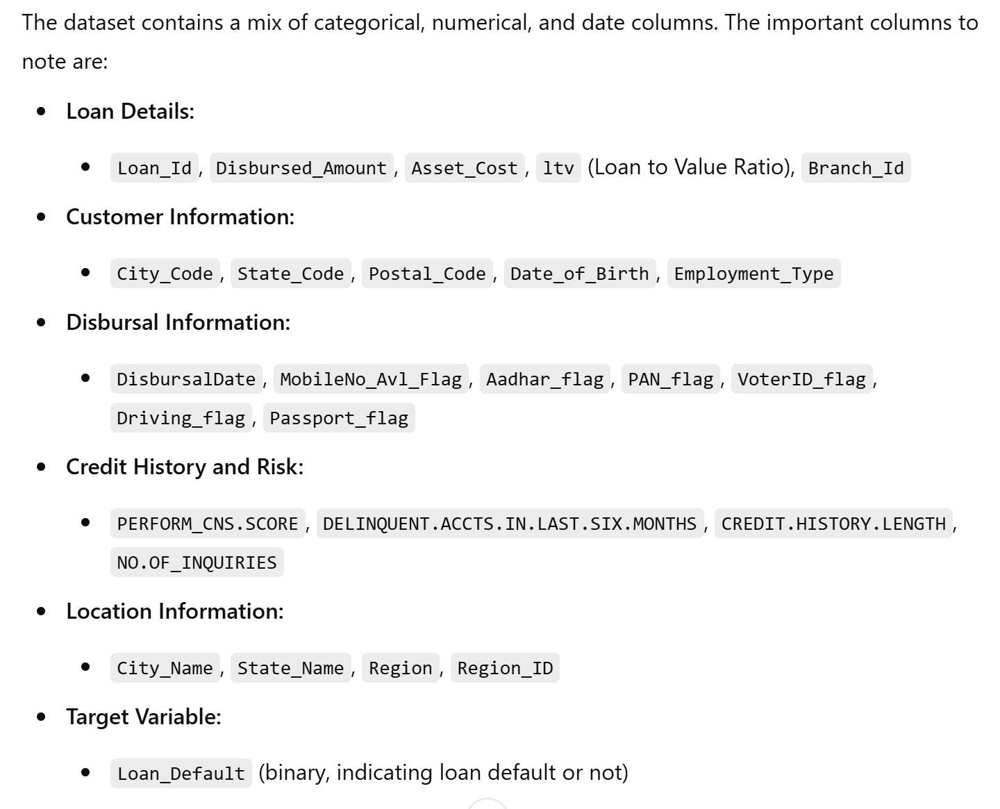 The dataset contains a mix of categorical, numerical, and date columns. The important columns to
note are:
• Loan Details:
• Loan_Id, Disbursed_Amount, Asset_Cost, ltv (Loan to Value Ratio), Branch_Id
• Customer Information:
• City_Code, State_Code, Postal_Code, Date_of_Birth, Employment_Type
• Disbursal Information:
• DisbursalDate, MobileNo_Avl_Flag, Aadhar_flag, PAN_flag, VoterID_flag,
Driving_flag, Passport_flag
• Credit History and Risk:
• PERFORM_CNS.SCORE, DELINQUENT.ACCTS.IN.LAST.SIX.MONTHS, CREDIT.HISTORY.LENGTH,
NO.OF_INQUIRIES
• Location Information:
• City_Name, State_Name, Region, Region_ID
• Target Variable:
• Loan_Default (binary, indicating loan default or not)